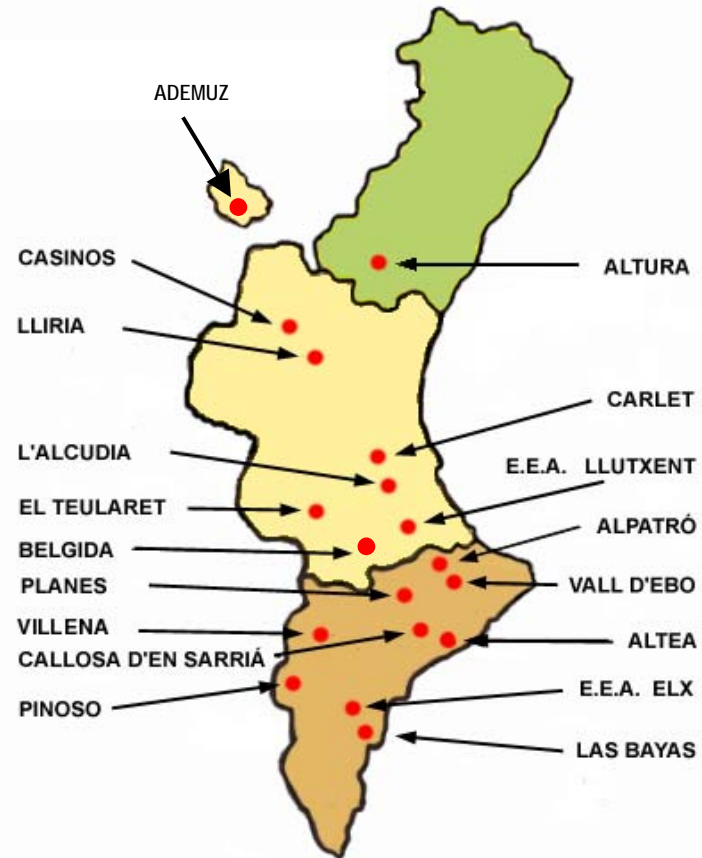 ADEMUZ
CASINOS
ALTURA
LLIRIA
CARLET
L'ALCUDIA
E.E.A. LLUTXENT
EL TEULARET
ALPATRÓ
BELGIDA
PLANES
VALL D'EBO
VILLENA
ALTEA
CALLOSA D'EN SARRIÁ
E.E.A. ELX
PINOSO
LAS BAYAS